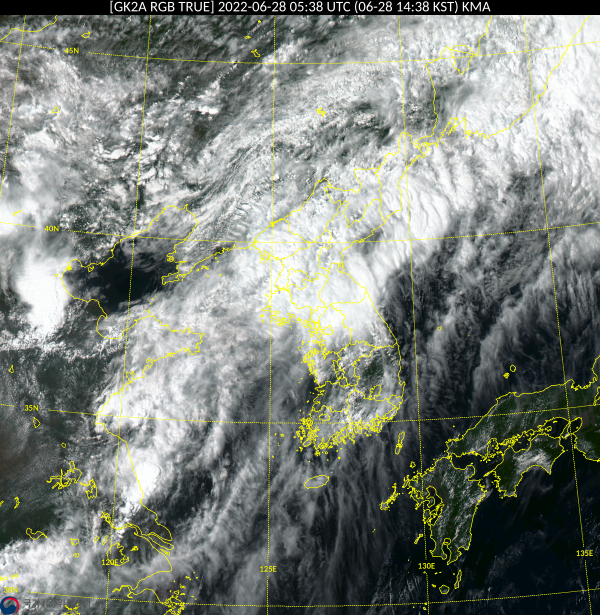 [GK2A RGB TRUE] 2022-06-28 05:38 UTC (06-28 14:38 KST) KMA
45N
40N
35N
135E
120E
125E
130E